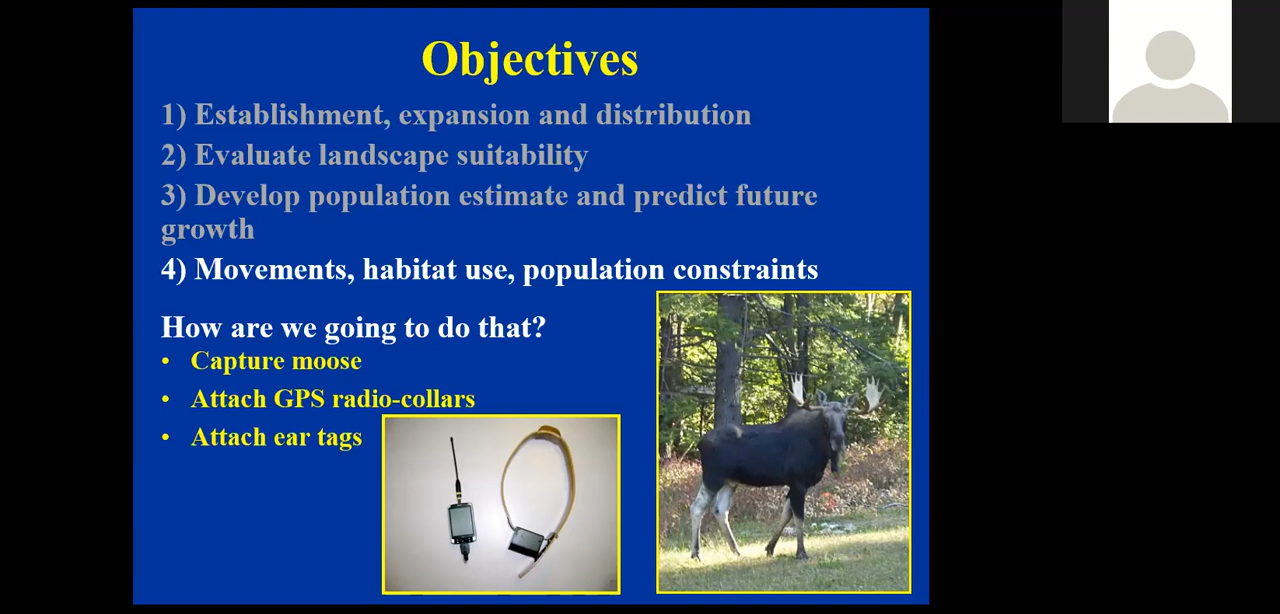 Objectives
1) Establishment, expansion and distribution
2) Evaluate landscape suitability
3) Develop population estimate and predict future
growth
4) Movements, habitat use, population constraints
How are we going to do that?
• Capture moose
• Attach GPS radio-collars
• Attach ear tags